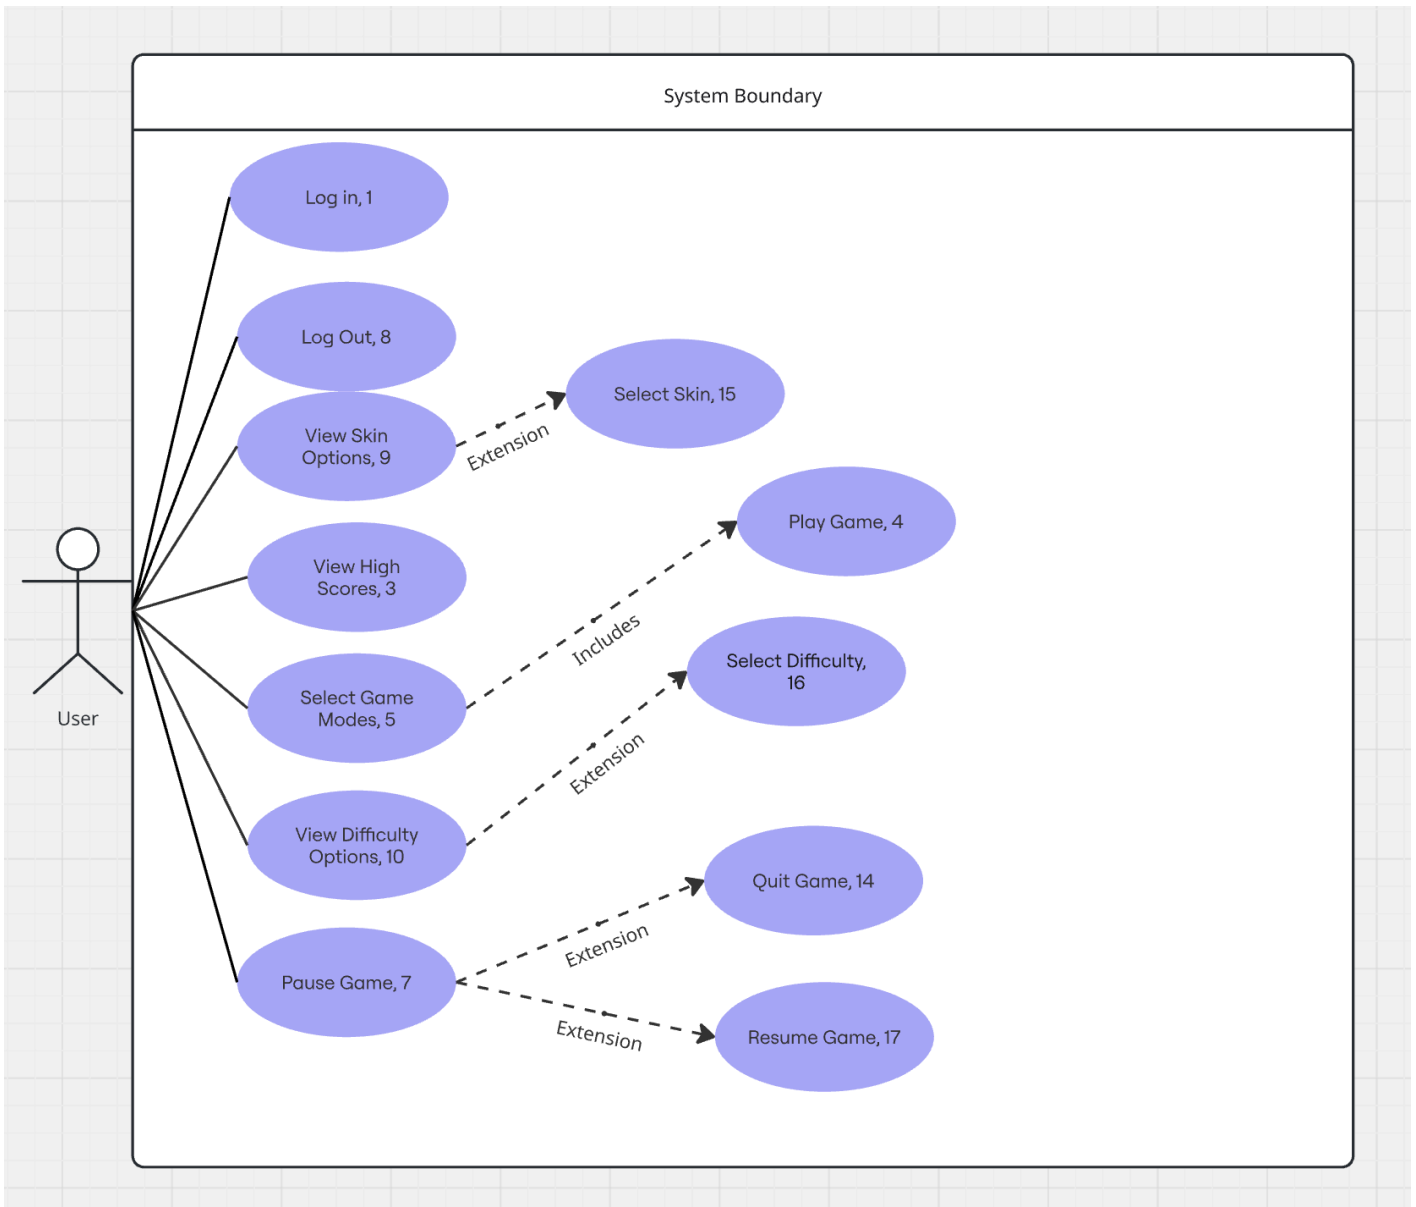 System Boundary
Log in, 1
Log Out, 8
Select Skin, 15
View Skin
Options, 9
Extension
Play Game, 4
View High
Scores, 3
Includes
Select Difficulty,
16
Select Game
Modes, 5
User
Extension
View Difficulty
Options, 10
Quit Game, 14
Extension
Pause Game, 7
Extension
Resume Game, 17